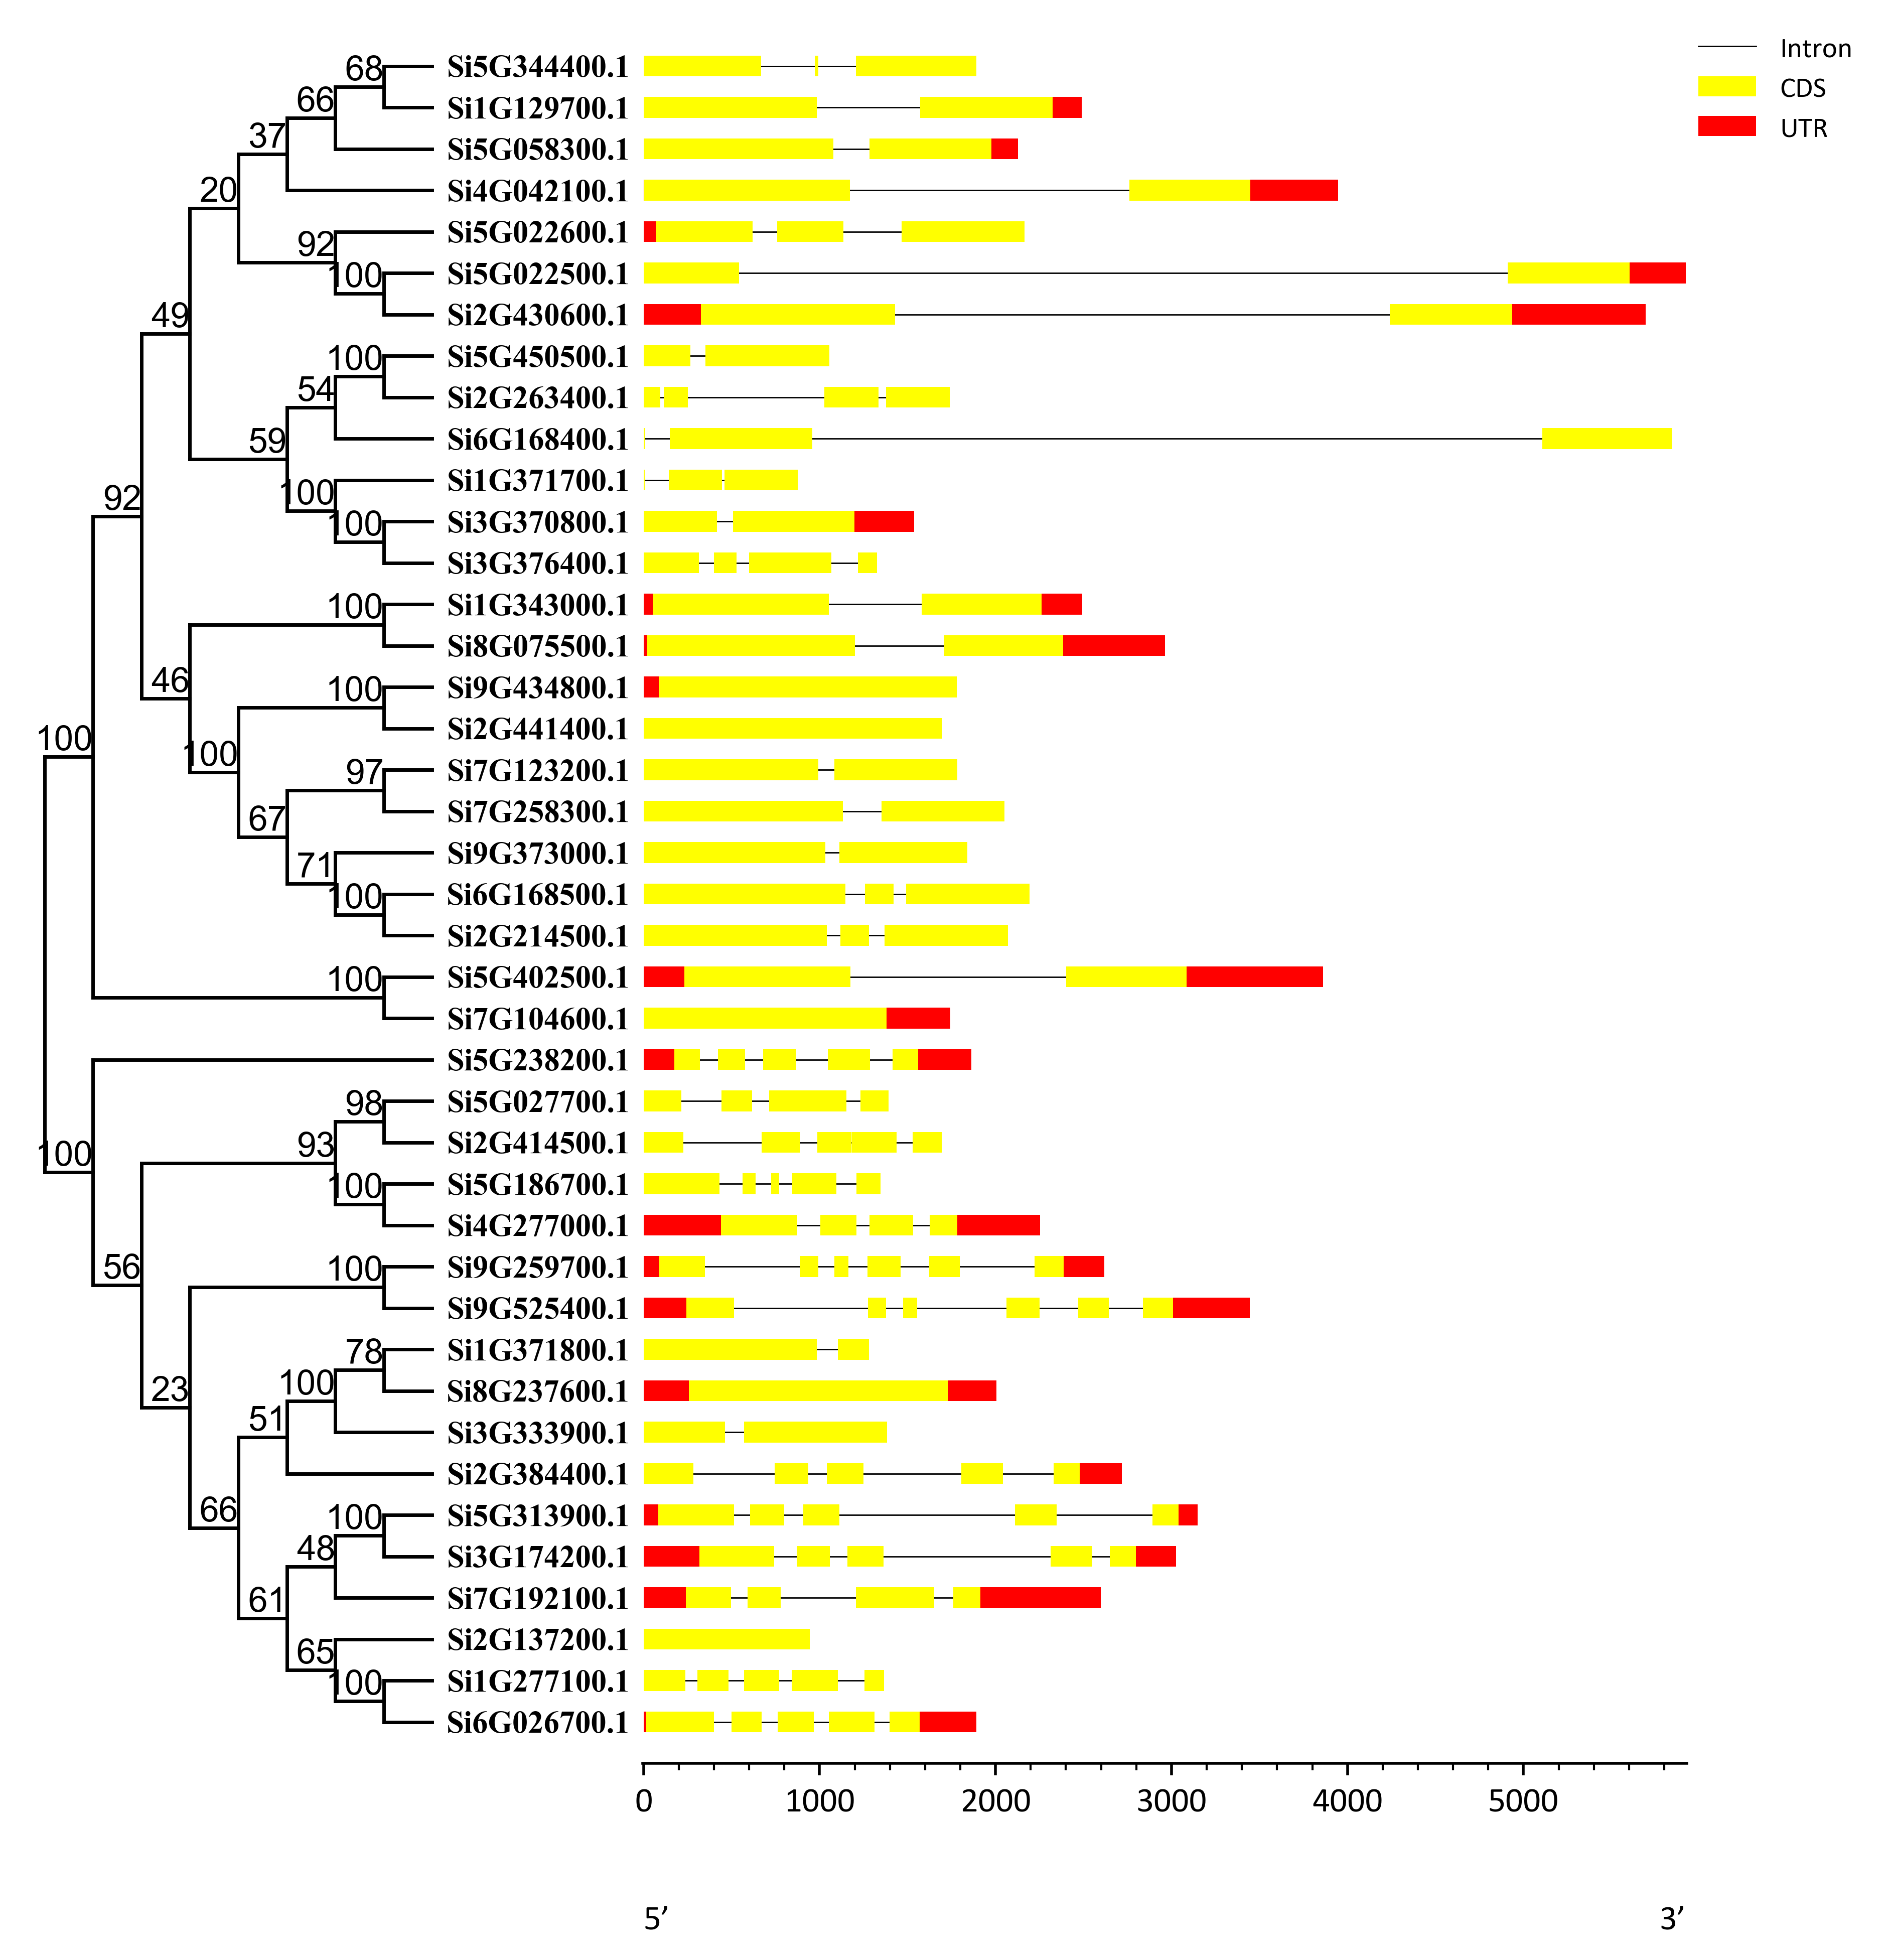 Intron
CDS
UTR
68 Si5G344400.1
66 Si1G129700.1
37 Si5G058300.1
20 Si4G042100.1
92 Si5G022600.1
100 Si5G022500.1
49 Si2G430600.1
100 Si5G450500.1
54 Si2G263400.1
59 Si6G168400.1
92 100 Si1G371700.1
100 Si3G370800.1
Si3G376400.1
100 Si1G343000.1
Si8G075500.1
46 100 Si9G434800.1
100 100 Si2G441400.1
97 Si7G123200.1
67 Si7G258300.1
71 Si9G373000.1
100 Si6G168500.1
Si2G214500.1
100 Si5G402500.1
Si7G104600.1
Si5G238200.1
98 Si5G027700.1
100 93 Si2G414500.1
100 Si5G186700.1
Si4G277000.1
56 100 Si9G259700.1
Si9G525400.1
78 Si1G371800.1
23 100 Si8G237600.1
51 Si3G333900.1
Si2G384400.1
66 100 Si5G313900.1
48 Si3G174200.1
61 Si7G192100.1
65 Si2G137200.1
100 Si1G277100.1
Si6G026700.1
0 1000 2000 3000 4000 5000
5’ 3’